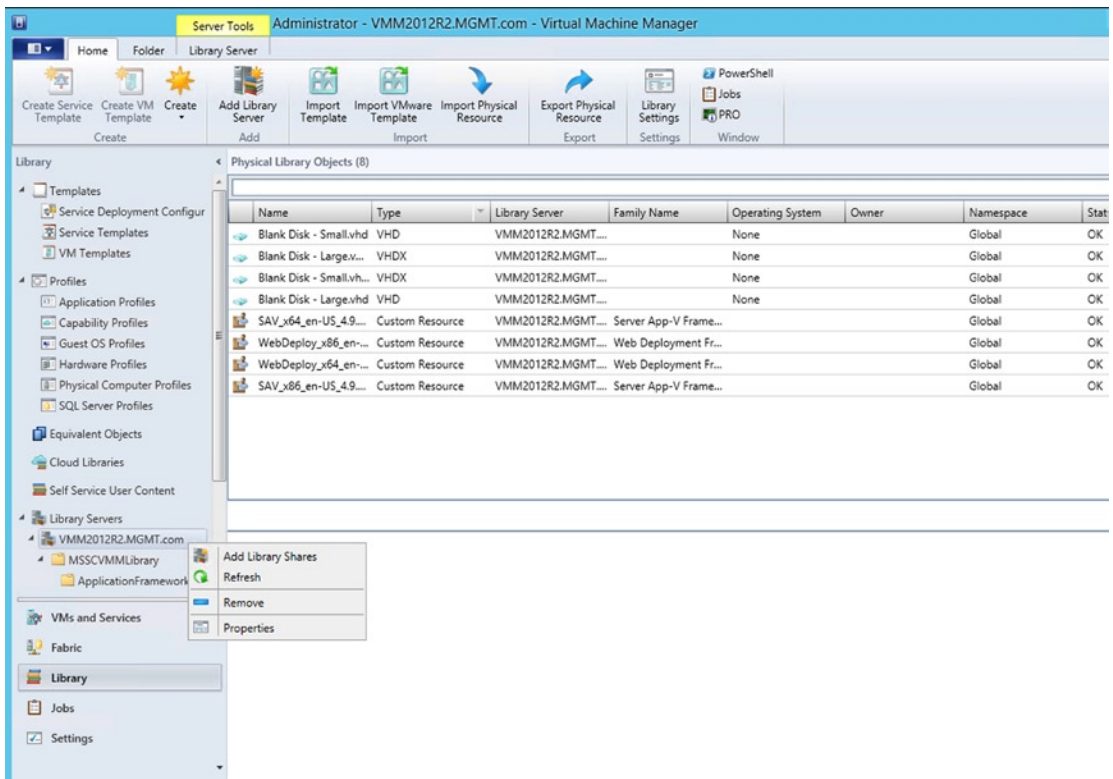 Server Tools Administrator - VMM2012R2.MGMT.com - Virtual Machine Manager
Home Folder Library Server
Create Service Template
Create VM Template
Create
Create
Add Library Server
Add
Import Template
Import VMware Template
Import Physical Resource
Import
Export Physical Resource
Export
Library Settings
Settings
PowerShell
Jobs
PRO
Window
Library
Templates
Service Deployment Configur
Service Templates
VM Templates
Profiles
Application Profiles
Capability Profiles
Guest OS Profiles
Hardware Profiles
Physical Computer Profiles
SQL Server Profiles
Equivalent Objects
Cloud Libraries
Self Service User Content
Library Servers
VMM2012R2.MGMT.com
MSSCVMMLibrary
ApplicationFramework
Add Library Shares
Refresh
Remove
Properties
VMs and Services
Fabric
Library
Jobs
Settings
Physical Library Objects (8)
Name Type Library Server Family Name Operating System Owner Namespace Stat
Blank Disk - Small.vhd VHD VMM2012R2.MGMT.... None Global OK
Blank Disk - Large.v... VHDX VMM2012R2.MGMT.... None Global OK
Blank Disk - Small.vh... VHDX VMM2012R2.MGMT.... None Global OK
Blank Disk - Large.vhd VHD VMM2012R2.MGMT.... None Global OK
SAV_x64_en-US_4.9.... Custom Resource VMM2012R2.MGMT.... Server App-V Frame... Global OK
WebDeploy_x86_en-... Custom Resource VMM2012R2.MGMT.... Web Deployment Fr... Global OK
WebDeploy_x64_en-... Custom Resource VMM2012R2.MGMT.... Web Deployment Fr... Global OK
SAV_x86_en-US_4.9.... Custom Resource VMM2012R2.MGMT.... Server App-V Frame... Global OK